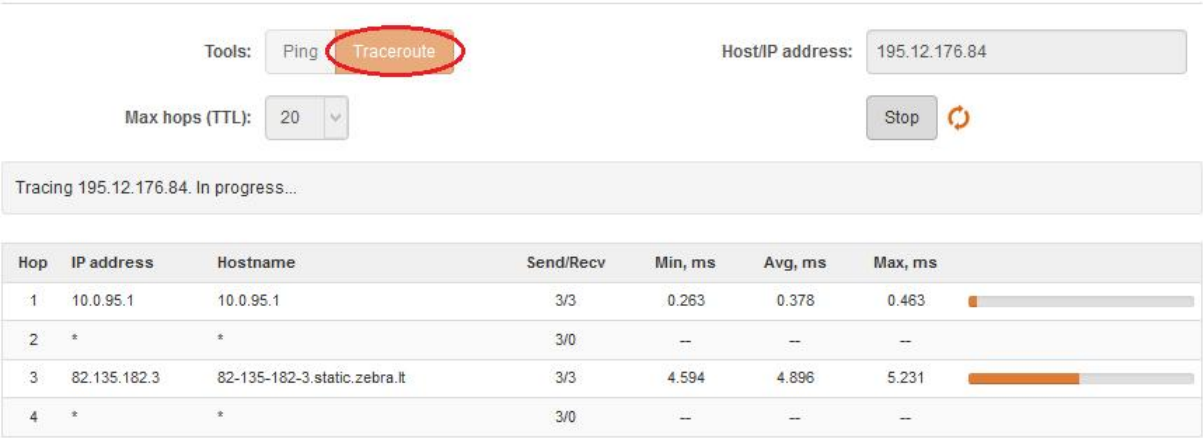 Tools: Ping Traceroute Host/IP address: 195.12.176.84
Max hops (TTL): 20 Stop
Tracing 195.12.176.84. In progress...
Hop IP address Hostname Send/Recv Min, ms Avg, ms Max, ms
1 10.0.95.1 10.0.95.1 3/3 0.263 0.378 0.463
2 * * 3/0 -- -- --
3 82.135.182.3 82-135-182-3.static.zebra.lt 3/3 4.594 4.896 5.231
4 * * 3/0 -- -- --